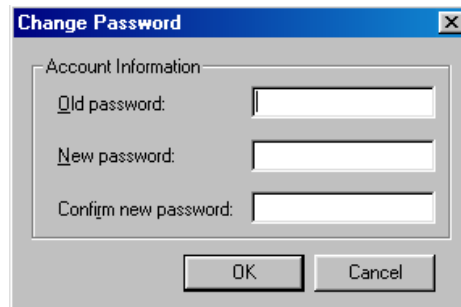 Change Password
Account Information
Old password:
New password:
Confirm new password:
OK Cancel